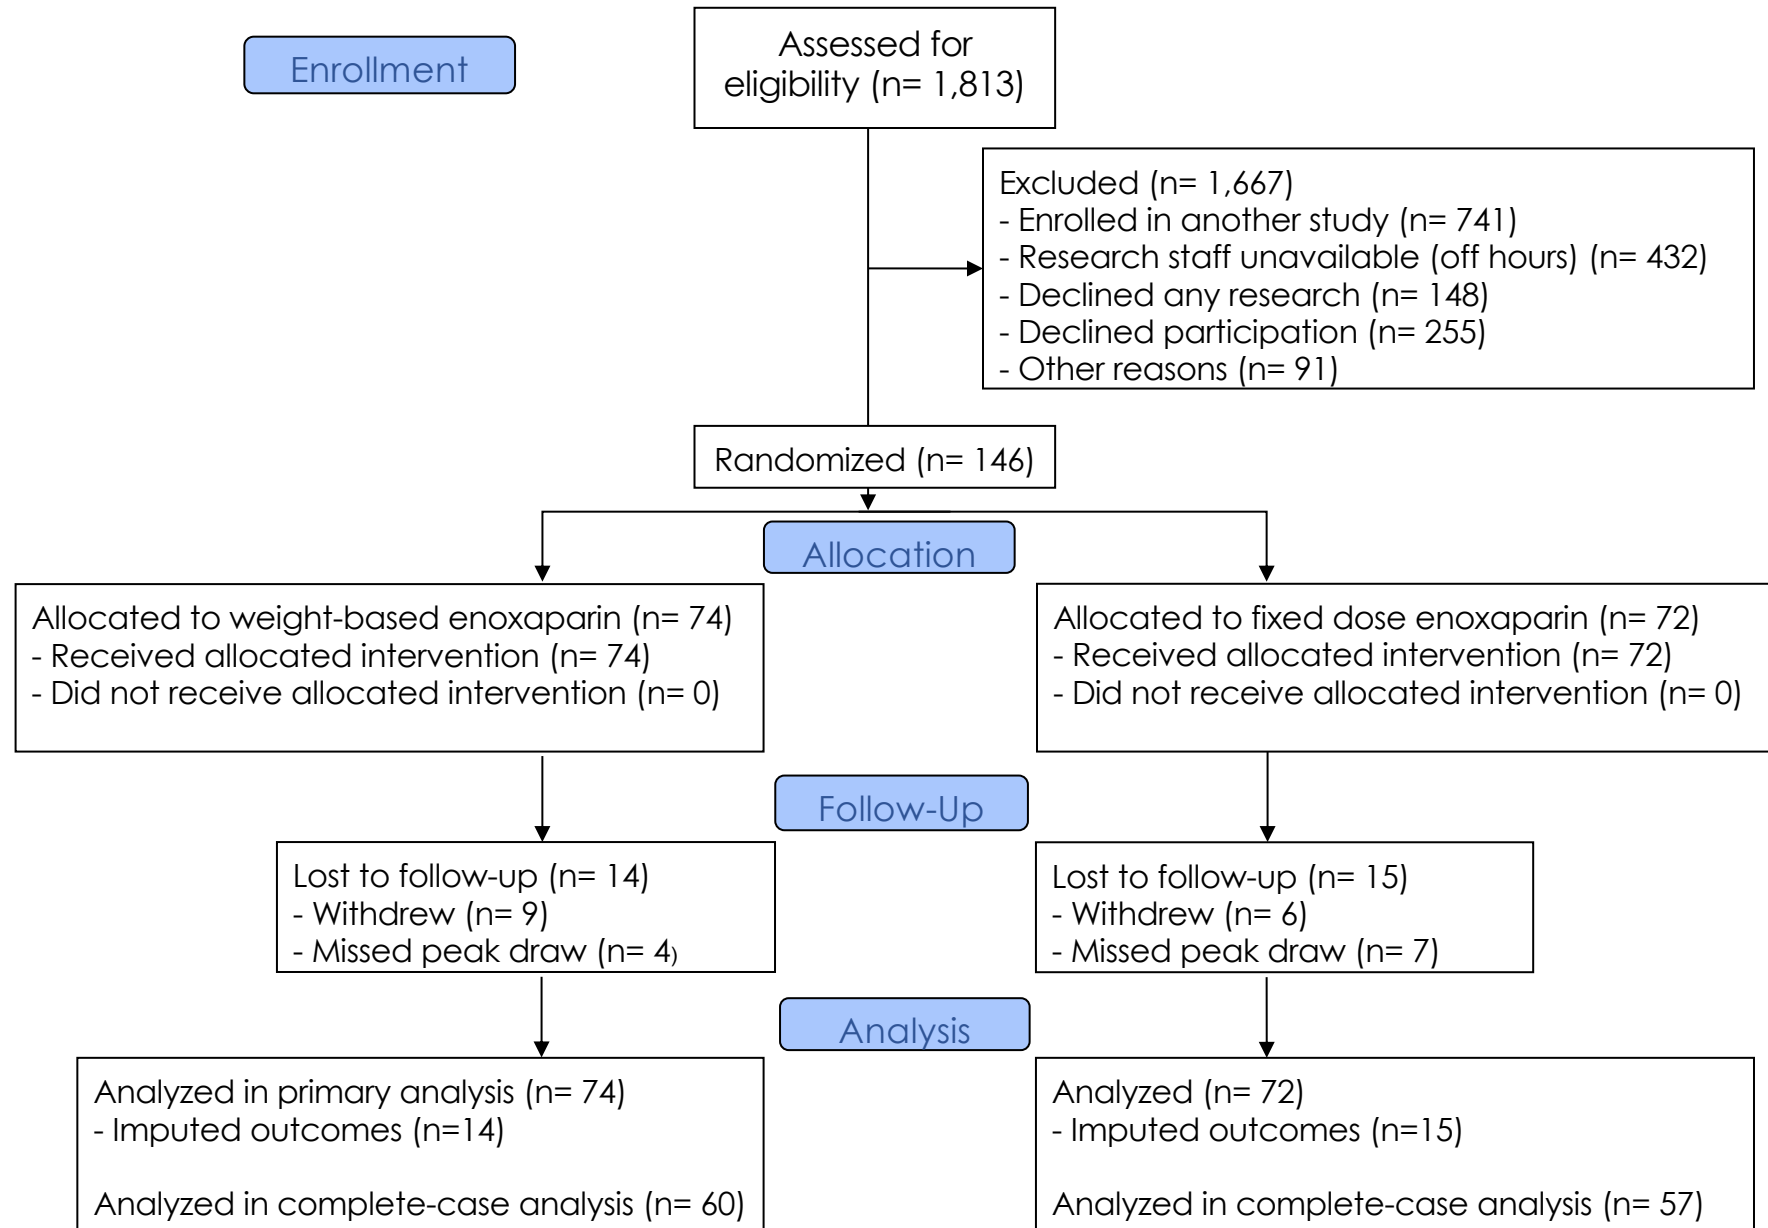 Enrollment
Assessed for
eligibility (n= 1,813)
Excluded (n= 1,667)
- Enrolled in another study (n= 741)
- Research staff unavailable (off hours) (n= 432)
- Declined any research (n= 148)
- Declined participation (n= 255)
- Other reasons (n= 91)
Randomized (n= 146)
Allocation
Allocated to weight-based enoxaparin (n= 74)
- Received allocated intervention (n= 74)
- Did not receive allocated intervention (n= 0)
Allocated to fixed dose enoxaparin (n= 72)
- Received allocated intervention (n= 72)
- Did not receive allocated intervention (n= 0)
Follow-Up
Lost to follow-up (n= 14)
- Withdrew (n= 9)
- Missed peak draw (n= 4)
Lost to follow-up (n= 15)
- Withdrew (n= 6)
- Missed peak draw (n= 7)
Analysis
Analyzed in primary analysis (n= 74)
- Imputed outcomes (n=14)
Analyzed in complete-case analysis (n= 60)
Analyzed (n= 72)
- Imputed outcomes (n=15)
Analyzed in complete-case analysis (n= 57)